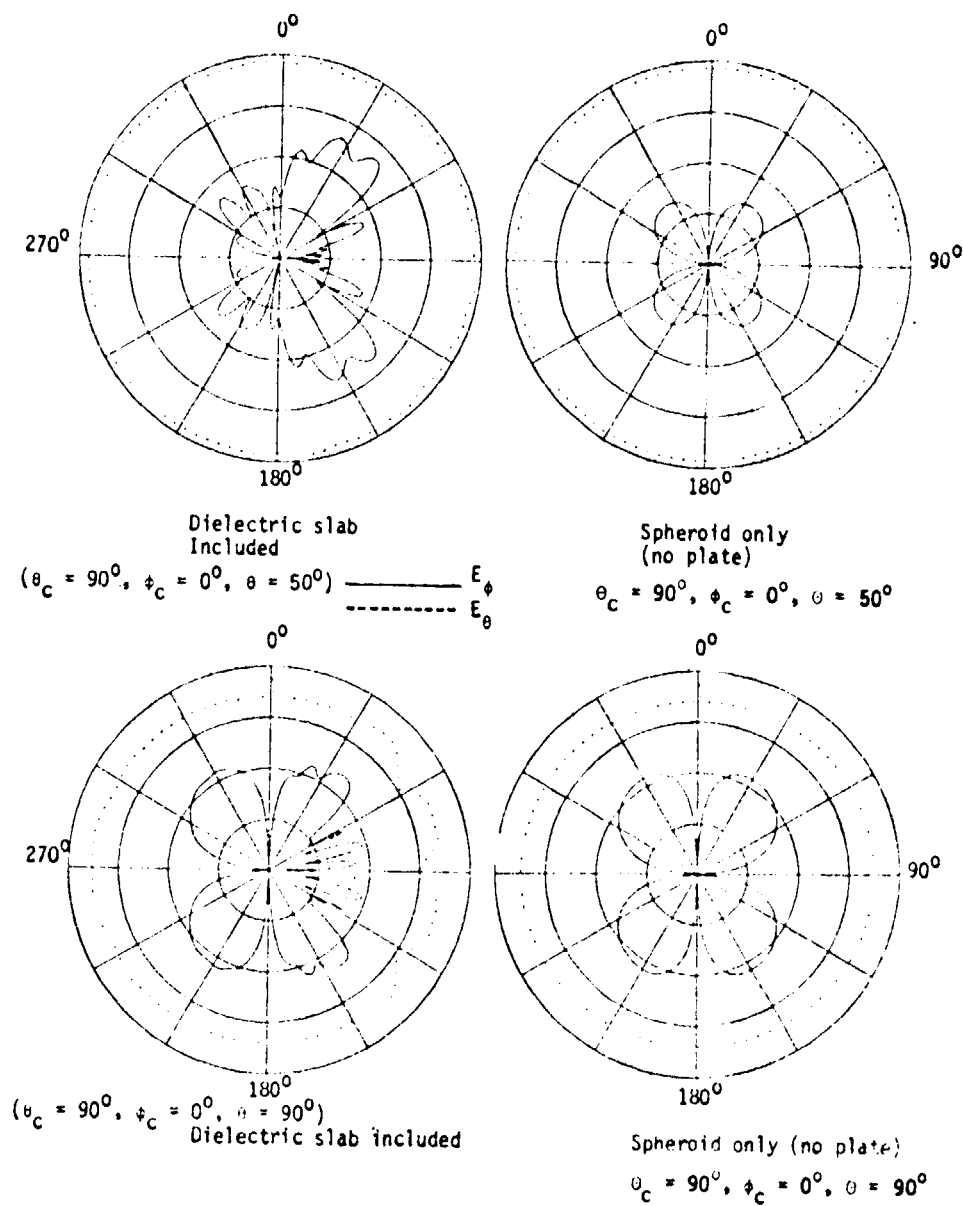 0°
0°
270°
90°
180°
180°
Dielectric slab
Included
(θc = 90°, φc = 0°, θ = 50°)
Eφ
Eθ
Spheroid only
(no plate)
θc = 90°, φc = 0°, θ = 50°
0°
0°
270°
90°
180°
180°
(θc = 90°, φc = 0°, θ = 90°)
Dielectric slab included
Spheroid only (no plate)
θc = 90°, φc = 0°, θ = 90°